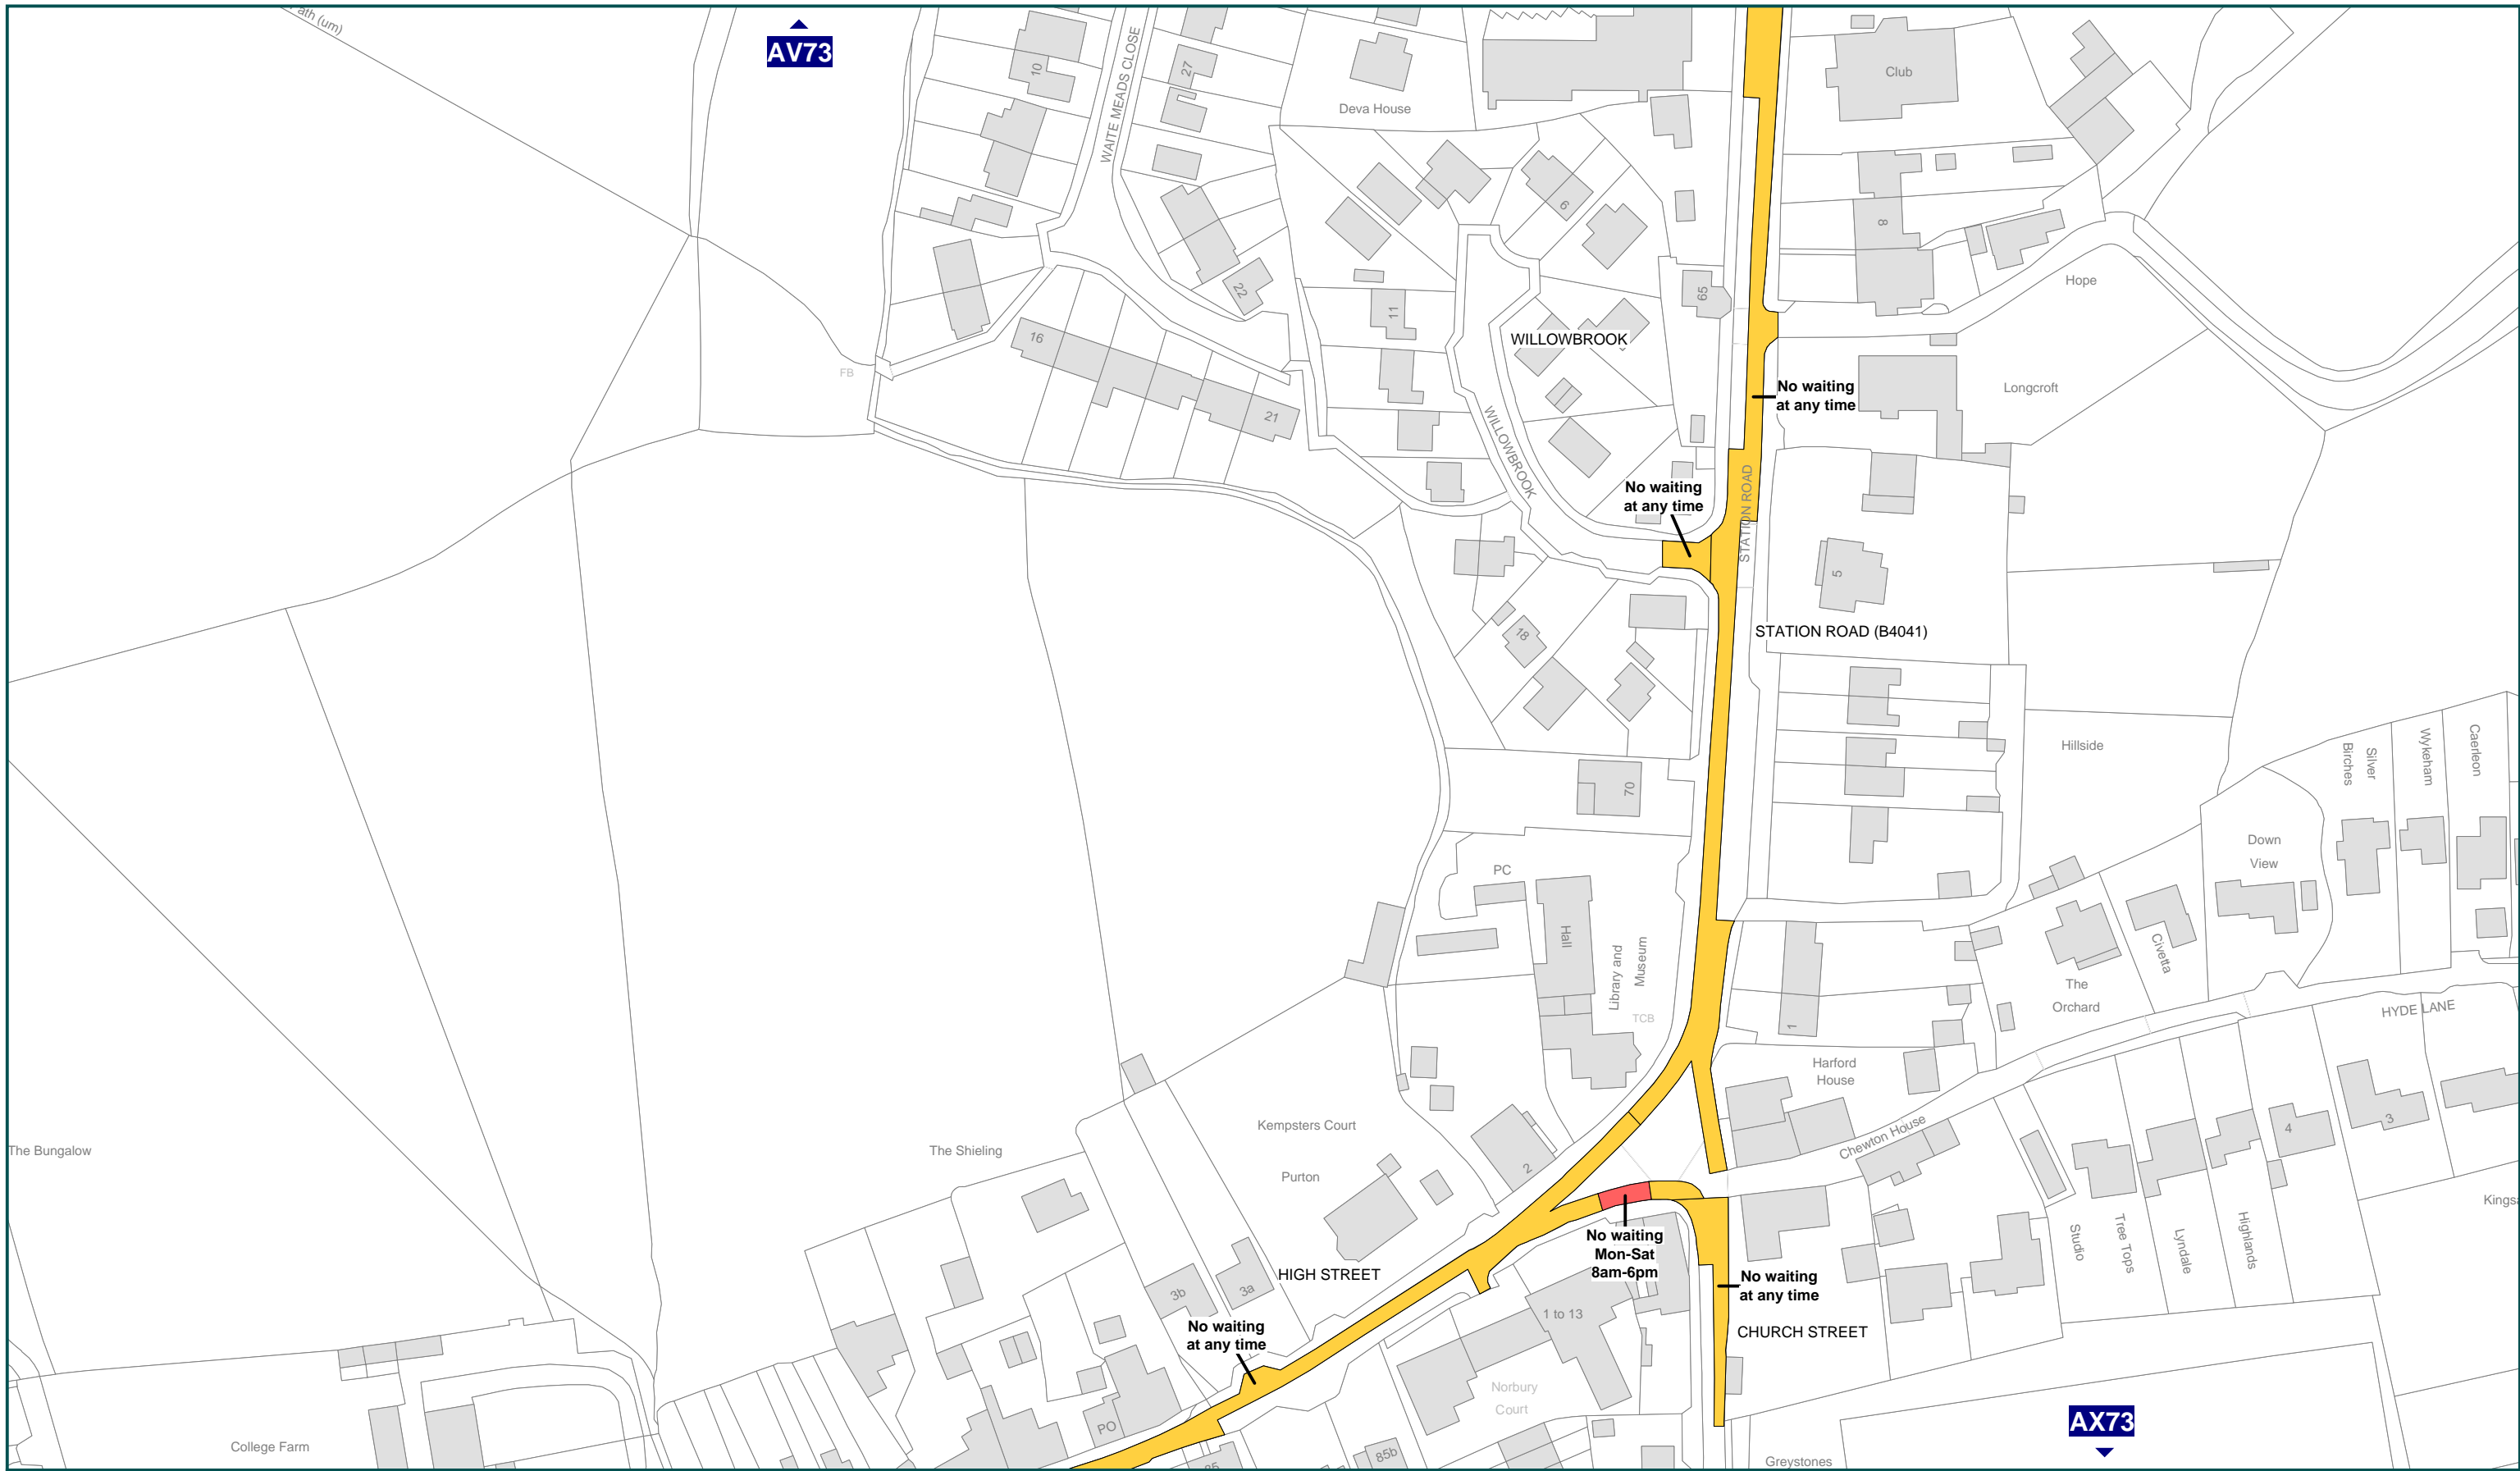 Path (um)
AV73
10
WAITE MEADS CLOSE
27
Deva House
Club
6
8
22
11
65
Hope
WILLOWBROOK
16
FB
No waiting
at any time
Longcroft
21
WILLOWBROOK
No waiting
at any time
STATION ROAD
5
STATION ROAD (B4041)
18
Hillside
70
Silver
Birches
Wykeham
Caerleon
Down
View
PC
Hall
Library and
Museum
TCB
Civetta
The
Orchard
1
HYDE LANE
Harford
House
Kempsters Court
The Bungalow
The Shieling
Purton
2
Chewton House
4
3
Kings
Studio
Tree Tops
Lyndale
Highlands
No waiting
Mon-Sat
8am-6pm
HIGH STREET
3b
3a
1 to 13
No waiting
at any time
No waiting
at any time
CHURCH STREET
Norbury
Court
PO
College Farm
85
85b
Greystones
AX73